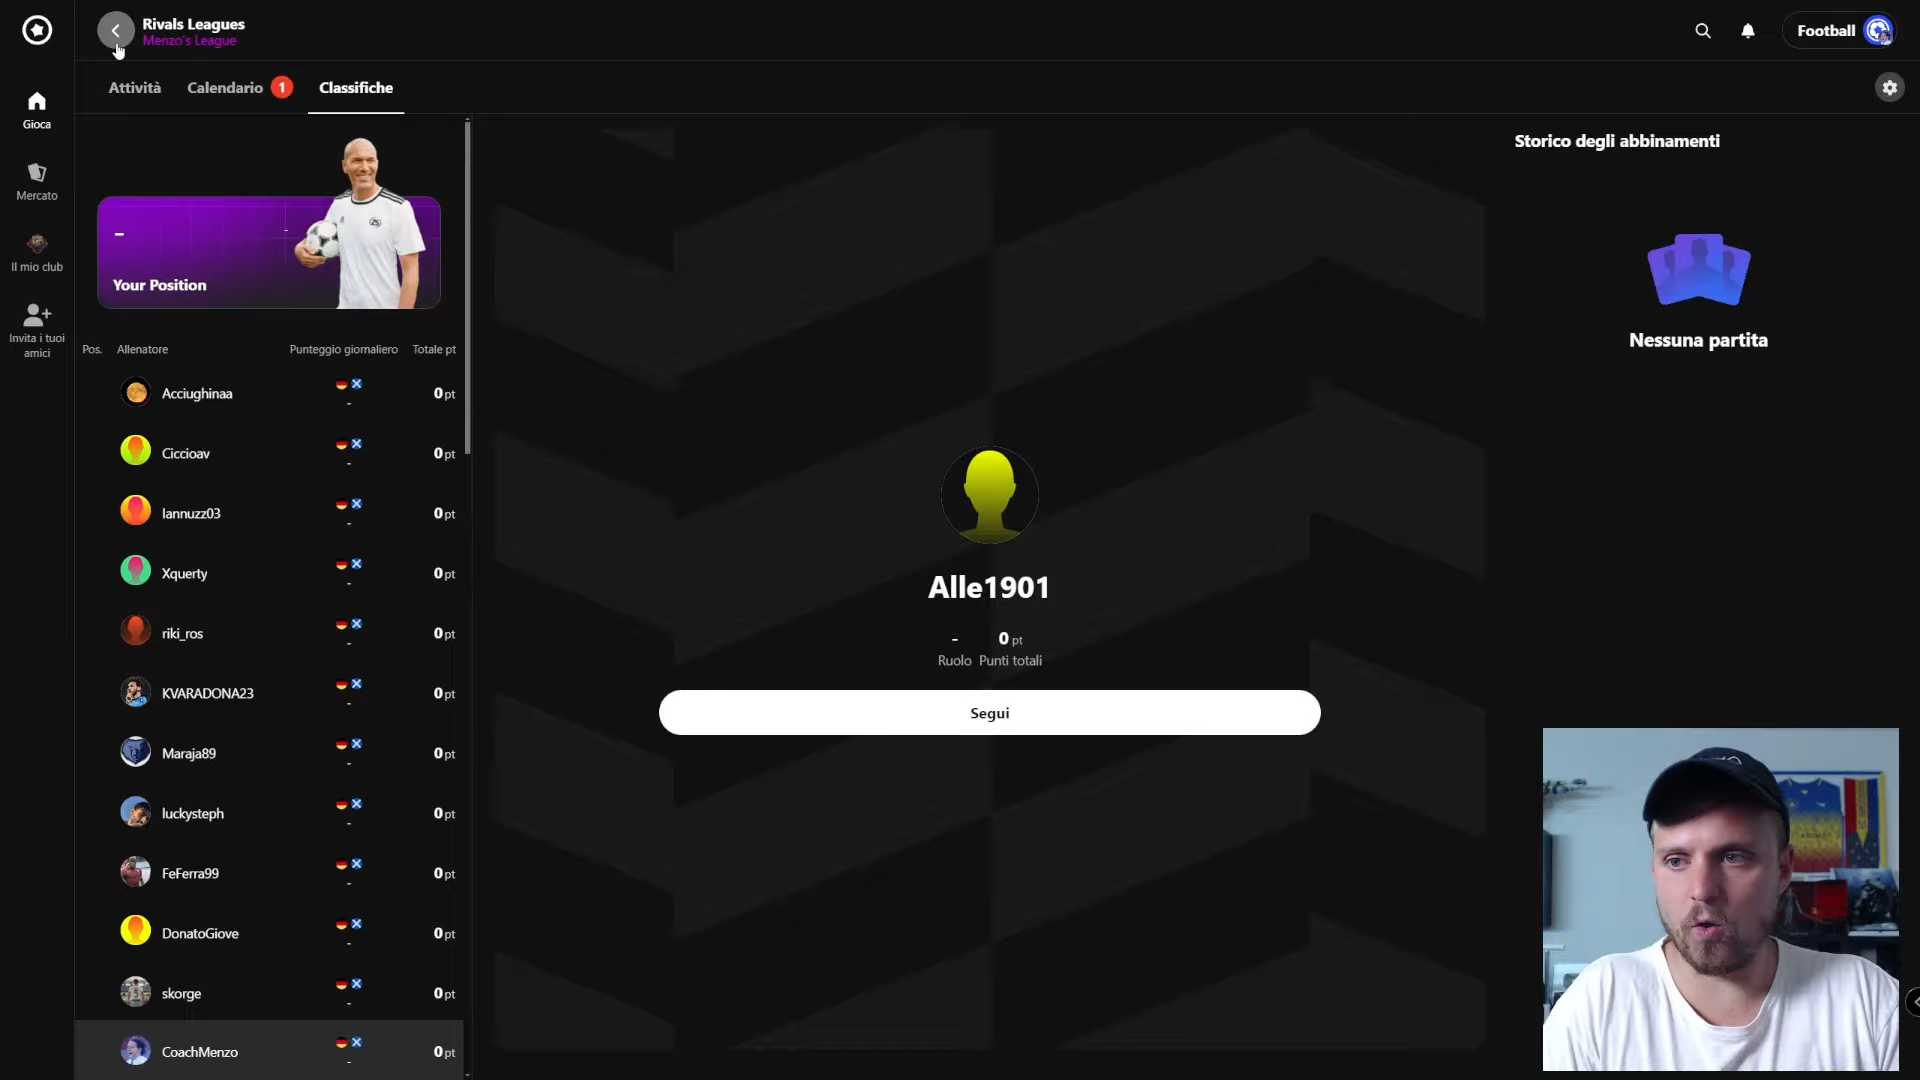 Rivals Leagues
Menzo's League
Football
Attività
Calendario 1
Classifiche
Gioca
Mercato
Il mio club
Invita i tuoi
amici
-
-
Your Position
Pos. Allenatore Punteggio giornaliero Totale pt
Acciughinaa - 0 pt
Ciccioav - 0 pt
Iannuzz03 - 0 pt
Xquerty - 0 pt
riki_ros - 0 pt
KVARADONA23 - 0 pt
Maraja89 - 0 pt
luckysteph - 0 pt
FeFerra99 - 0 pt
DonatoGiove - 0 pt
skorge - 0 pt
CoachMenzo - 0 pt
Alle1901
- 0 pt
Ruolo Punti totali
Segui
Storico degli abbinamenti
Nessuna partita